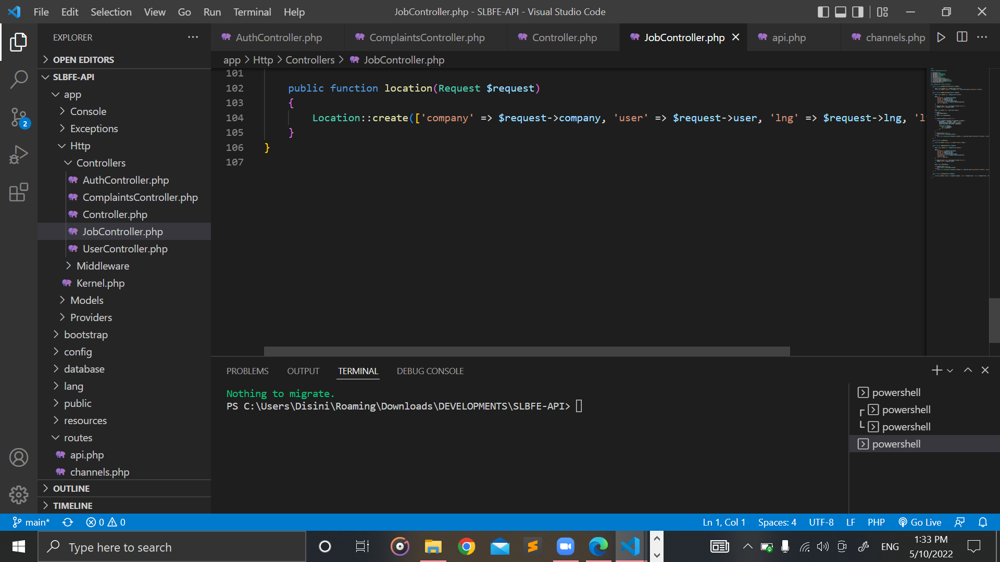 File Edit Selection View Go Run Terminal Help
JobController.php - SLBFE-API - Visual Studio Code
EXPLORER
AuthController.php
ComplaintsController.php
Controller.php
JobController.php
api.php
channels.php
OPEN EDITORS
SLBFE-API
app
Console
Exceptions
Http
Controllers
AuthController.php
ComplaintsController.php
Controller.php
JobController.php
UserController.php
Middleware
Kernel.php
Models
Providers
bootstrap
config
database
lang
public
resources
routes
api.php
channels.php
OUTLINE
TIMELINE
2
app > Http > Controllers > JobController.php
101
102 public function location(Request $request)
103 {
104 Location::create(['company' => $request->company, 'user' => $request->user, 'lng' => $request->lng, 'l
105 }
106 }
107
PROBLEMS OUTPUT TERMINAL DEBUG CONSOLE
Nothing to migrate.
PS C:\Users\Disini\Roaming\Downloads\DEVELOPMENTS\SLBFE-API>
powershell
powershell
powershell
powershell
main* 0 0
Ln 1, Col 1 Spaces: 4 UTF-8 LF PHP Go Live
Type here to search
ENG
1:33 PM
5/10/2022